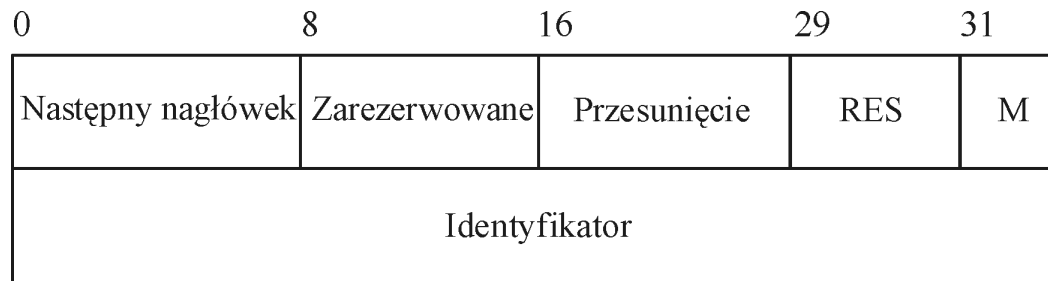 0 8 16 29 31
Następny nagłówek Zarezerwowane Przesunięcie RES M
Identyfikator